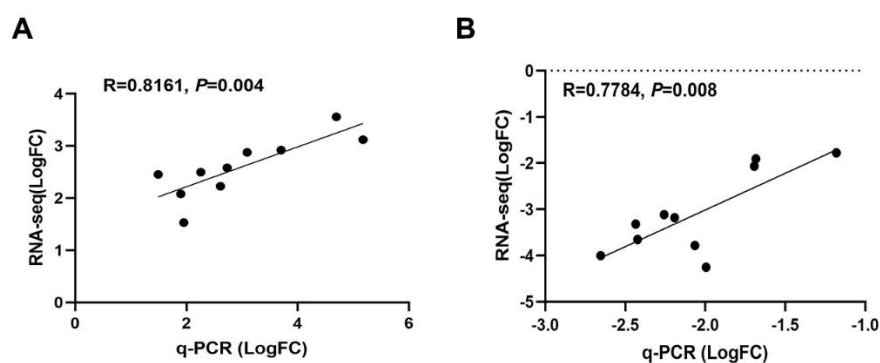 A
R=0.8161, P=0.004
RNA-seq(LogFC)
4
3
2
1
0
0 2 4 6
q-PCR (LogFC)
B
R=0.7784, P=0.008
RNA-seq(LogFC)
0
-1
-2
-3
-4
-5
-3.0 -2.5 -2.0 -1.5 -1.0
q-PCR (LogFC)